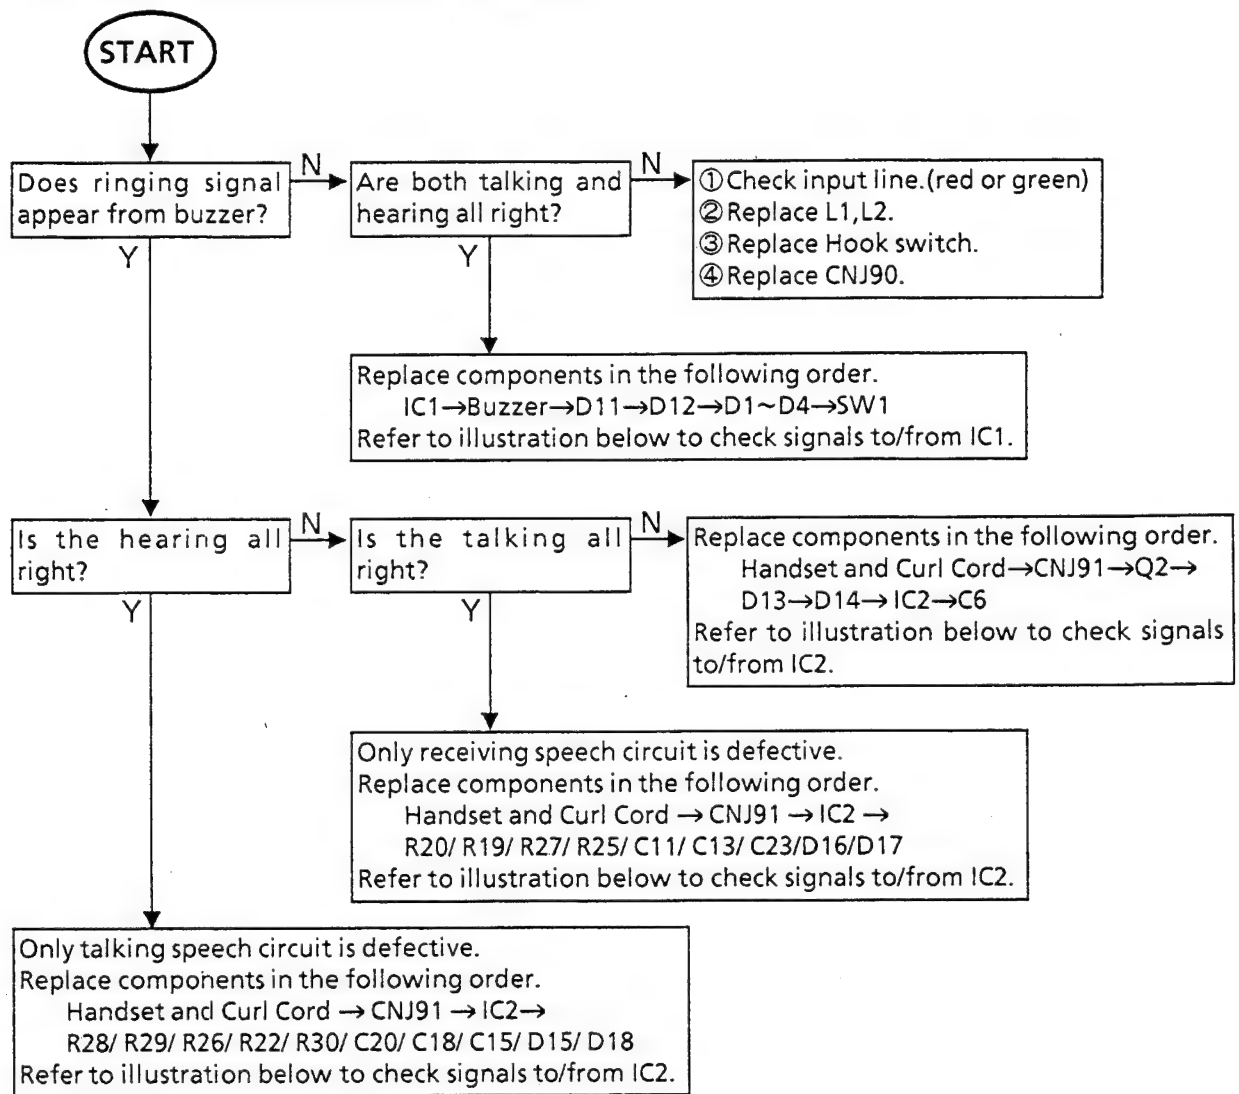 START
Does ringing signal
appear from buzzer?
N
Are both talking and
hearing all right?
N
①Check input line.(red or green)
②Replace L1,L2.
③Replace Hook switch.
④Replace CNJ90.
Y
Y
Replace components in the following order.
IC1→Buzzer→D11→D12→D1~D4→SW1
Refer to illustration below to check signals to/from IC1.
Is the hearing all
right?
N
Is the talking all
right?
N
Replace components in the following order.
Handset and Curl Cord→CNJ91→Q2→
D13→D14→IC2→C6
Refer to illustration below to check signals
to/from IC2.
Y
Y
Only receiving speech circuit is defective.
Replace components in the following order.
Handset and Curl Cord → CNJ91 → IC2 →
R20/ R19/ R27/ R25/ C11/ C13/ C23/D16/D17
Refer to illustration below to check signals to/from IC2.
Only talking speech circuit is defective.
Replace components in the following order.
Handset and Curl Cord → CNJ91 → IC2→
R28/ R29/ R26/ R22/ R30/ C20/ C18/ C15/ D15/ D18
Refer to illustration below to check signals to/from IC2.